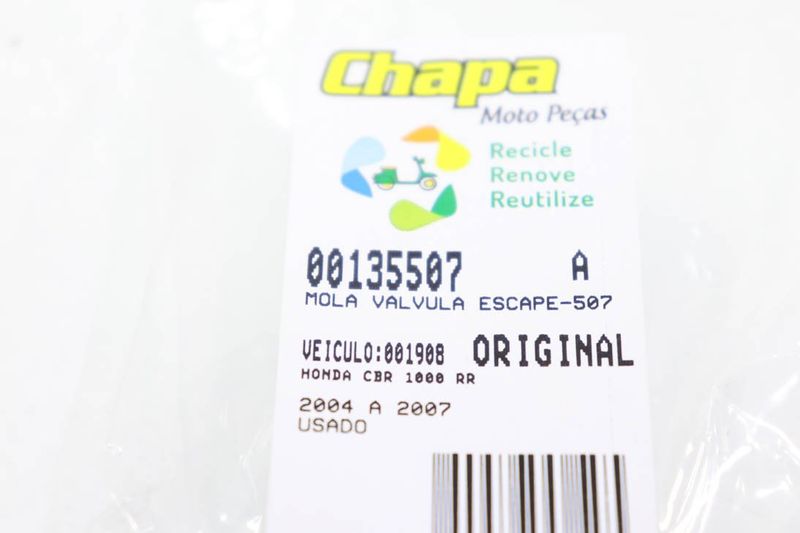 Chapa
Moto Peças
Recicle
Renove
Reutilize
00135507 A
MOLA VALVULA ESCAPE-507
VEICULO:001908 ORIGINAL
HONDA CBR 1000 RR
2004 A 2007
USADO